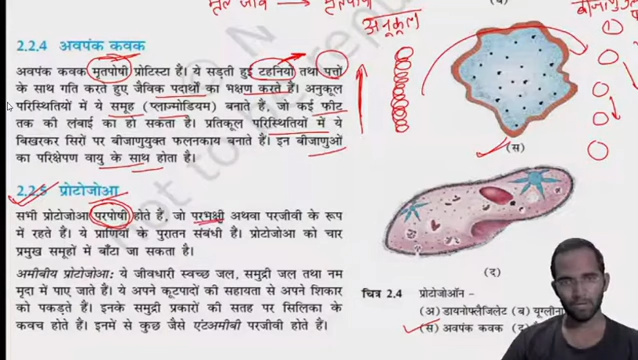 मृत जीव → मृतपोषी
अनुकूल
(ब)
बीजाणु
2.2.4 अवपंक कवक
अवपंक कवक मृतपोषी प्रोटिस्टा हैं। ये सड़ती हुई टहनियों तथा पत्तों
के साथ गति करते हुए जैविक पदार्थों का भक्षण करते हैं। अनुकूल
परिस्थितियों में ये समूह (प्लाज्मोडियम) बनाते हैं, जो कई फीट
तक की लंबाई का हो सकता है। प्रतिकूल परिस्थितियों में ये
बिखरकर सिरों पर बीजाणुयुक्त फलनकाय बनाते हैं। इन बीजाणुओं
का परिक्षेपण वायु के साथ होता है।
(स)
2.2.5 प्रोटोजोआ
सभी प्रोटोजोआ परपोषी होते हैं, जो परभक्षी अथवा परजीवी के रूप
में रहते हैं। ये प्राणियों के पुरातन संबंधी हैं। प्रोटोजोआ को चार
प्रमुख समूहों में बाँटा जा सकता है।
अमीबीय प्रोटोजोआ: ये जीवधारी स्वच्छ जल, समुद्री जल तथा नम
मृदा में पाए जाते हैं। ये अपने कूटपादों की सहायता से अपने शिकार
को पकड़ते हैं। इनके समुद्री प्रकारों की सतह पर सिलिका के
कवच होते हैं। इनमें से कुछ जैसे एंटअमीबी परजीवी होते हैं।
(द)
चित्र 2.4 प्रोटोजोऑन -
(अ) डायनोफ्लैजिलेट (ब) यूग्लीना
(स) अवपंक कवक (द)